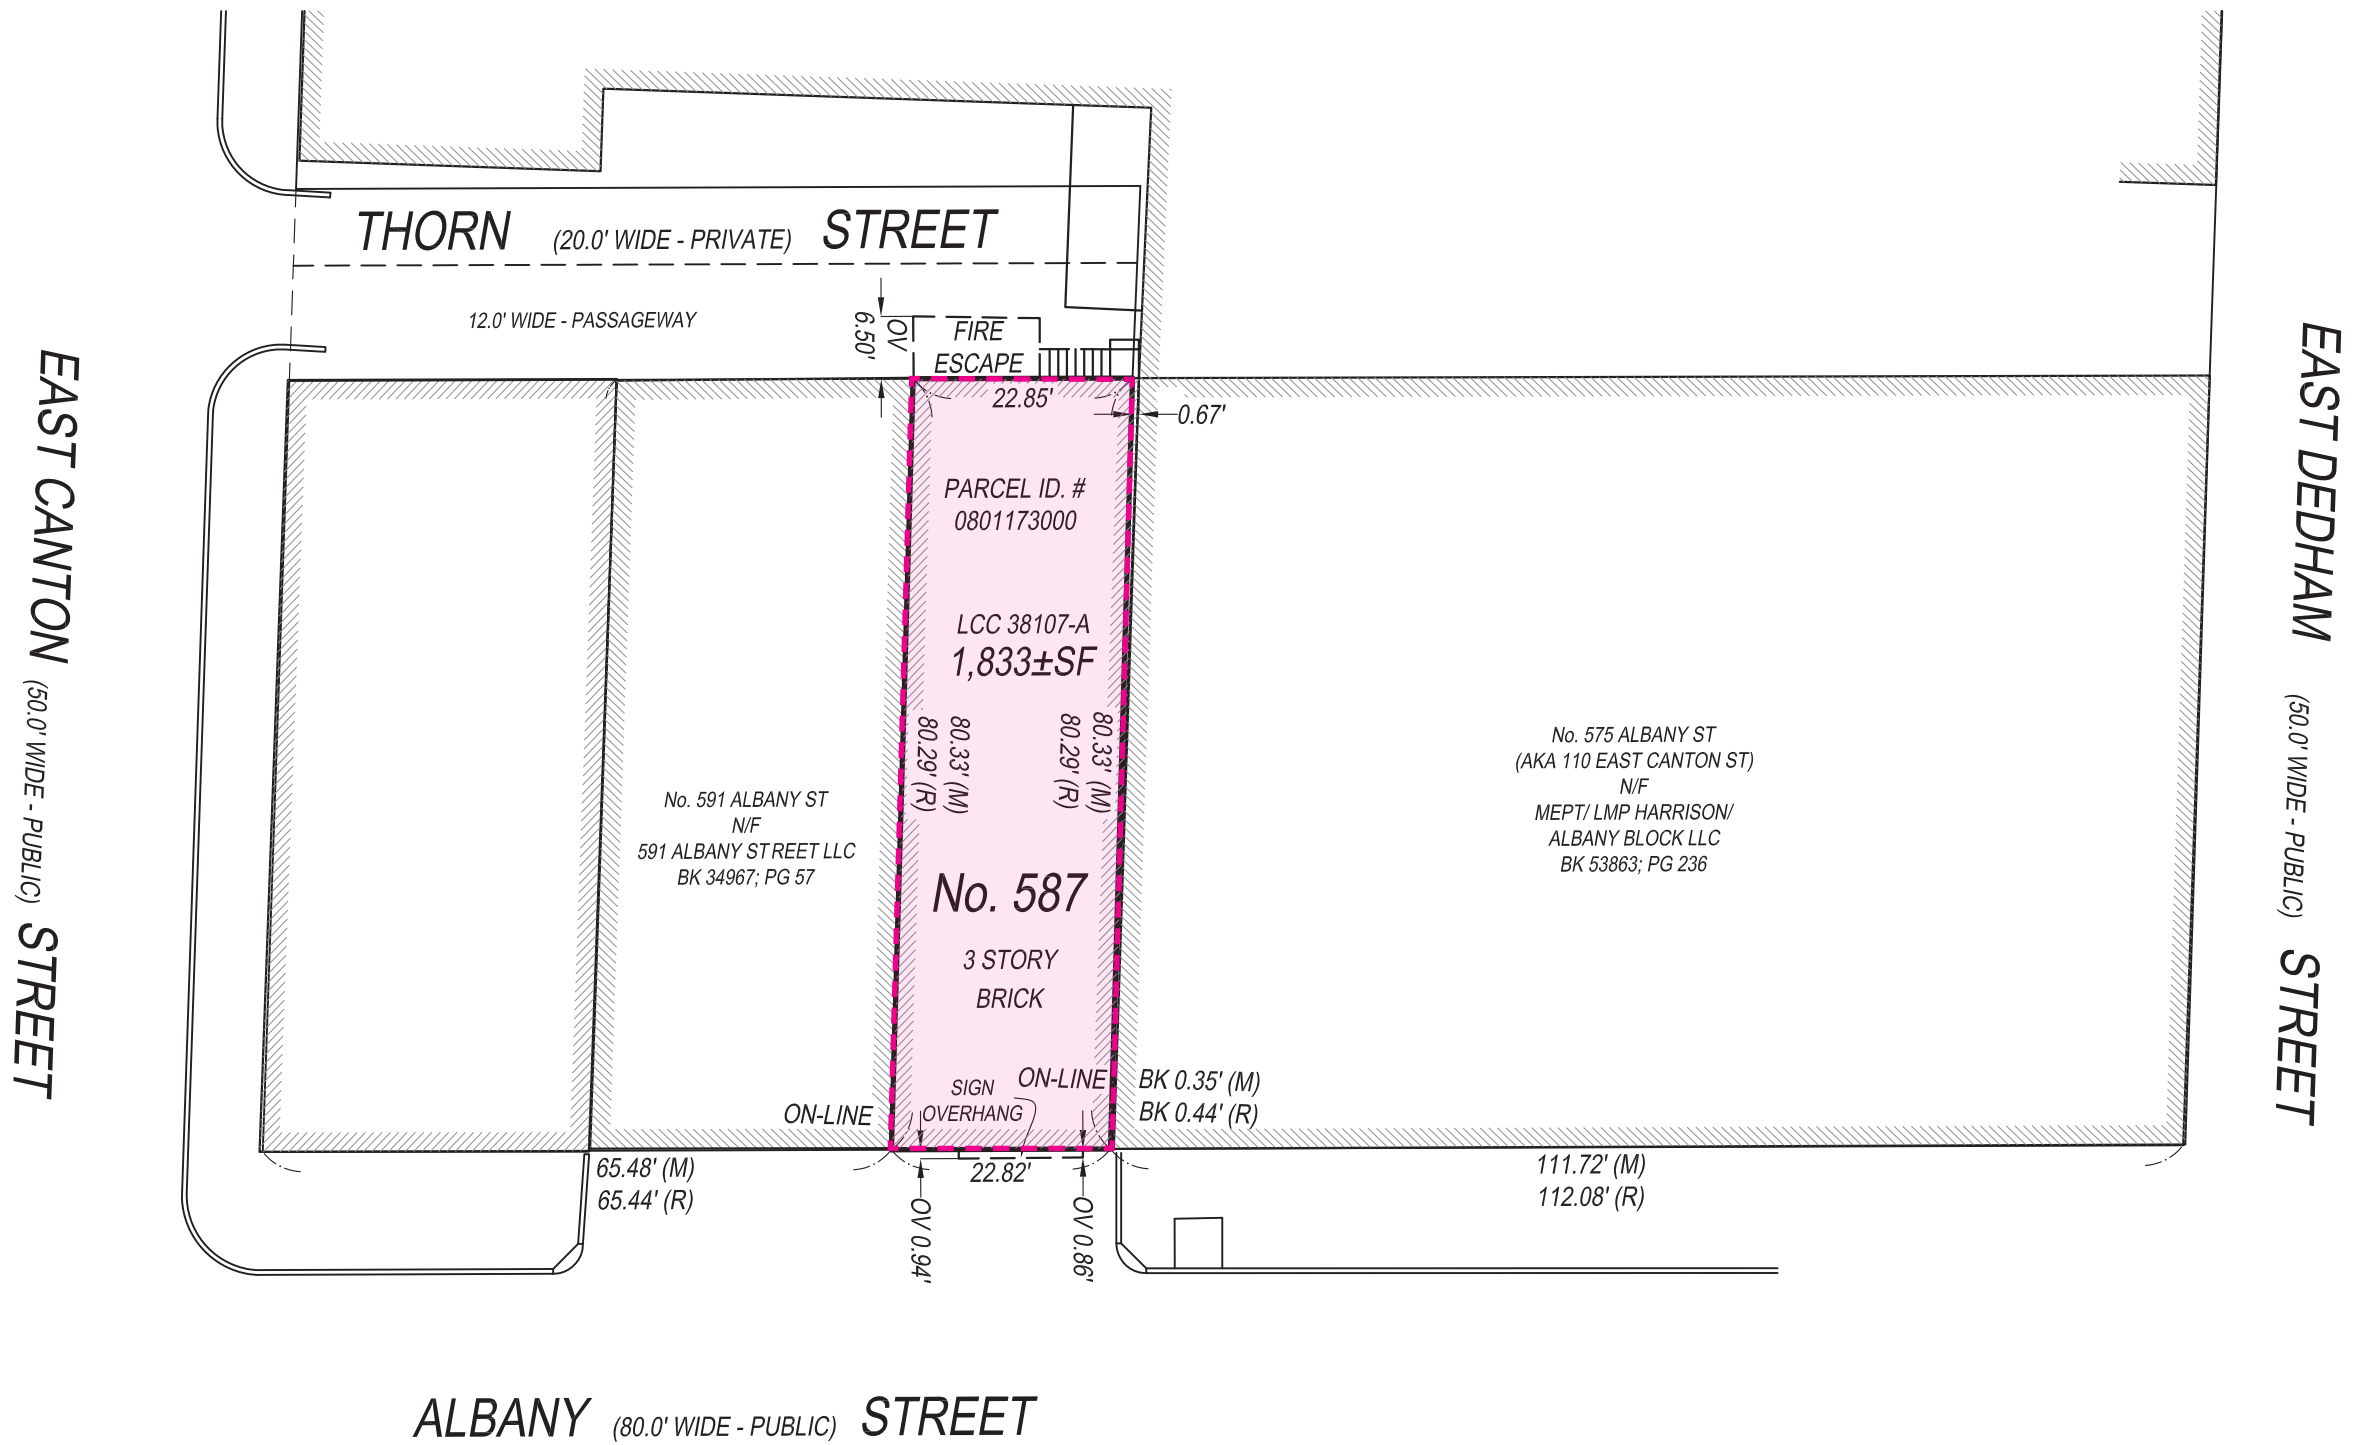 THORN (20.0' WIDE - PRIVATE) STREET
12.0' WIDE - PASSAGEWAY
6.50'
OV
FIRE
ESCAPE
22.85'
0.67'
EAST CANTON (50.0' WIDE - PUBLIC) STREET
EAST DEDHAM (50.0' WIDE - PUBLIC) STREET
PARCEL ID. #
0801173000
LCC 38107-A
1,833±SF
80.29' (R)
80.33' (M)
80.29' (R)
80.33' (M)
No. 591 ALBANY ST
N/F
591 ALBANY STREET LLC
BK 34967; PG 57
No. 575 ALBANY ST
(AKA 110 EAST CANTON ST)
N/F
MEPT/ LMP HARRISON/
ALBANY BLOCK LLC
BK 53863; PG 236
No. 587
3 STORY
BRICK
SIGN
OVERHANG
ON-LINE
ON-LINE
BK 0.35' (M)
BK 0.44' (R)
65.48' (M)
65.44' (R)
22.82'
OV 0.94'
OV 0.86'
111.72' (M)
112.08' (R)
ALBANY (80.0' WIDE - PUBLIC) STREET